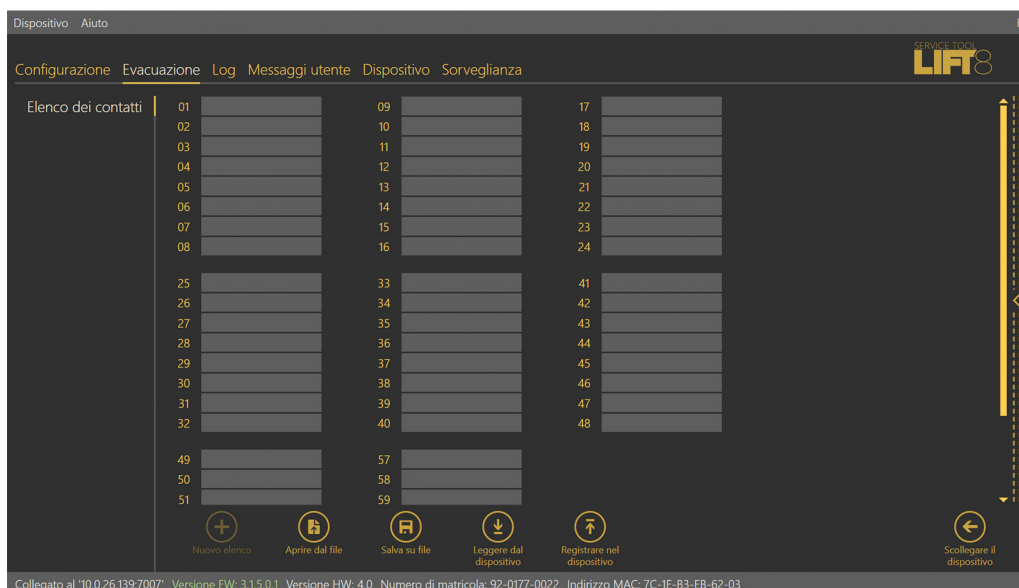 Dispositivo Aiuto
SERVICE TOOL
LIFT8
Configurazione Evacuazione Log Messaggi utente Dispositivo Sorveglianza
Elenco dei contatti
01 09 17
02 10 18
03 11 19
04 12 20
05 13 21
06 14 22
07 15 23
08 16 24
25 33 41
26 34 42
27 35 43
28 36 44
29 37 45
30 38 46
31 39 47
32 40 48
49 57
50 58
51 59
Nuovo elenco Aprire dal file Salva su file Leggere dal dispositivo Registrare nel dispositivo Scollegare il dispositivo
Collegato al '10.0.26.139:7007' Versione FW: 3.1.5.0.1 Versione HW: 4.0 Numero di matricola: 92-0177-0022 Indirizzo MAC: 7C-1E-B3-FB-62-03